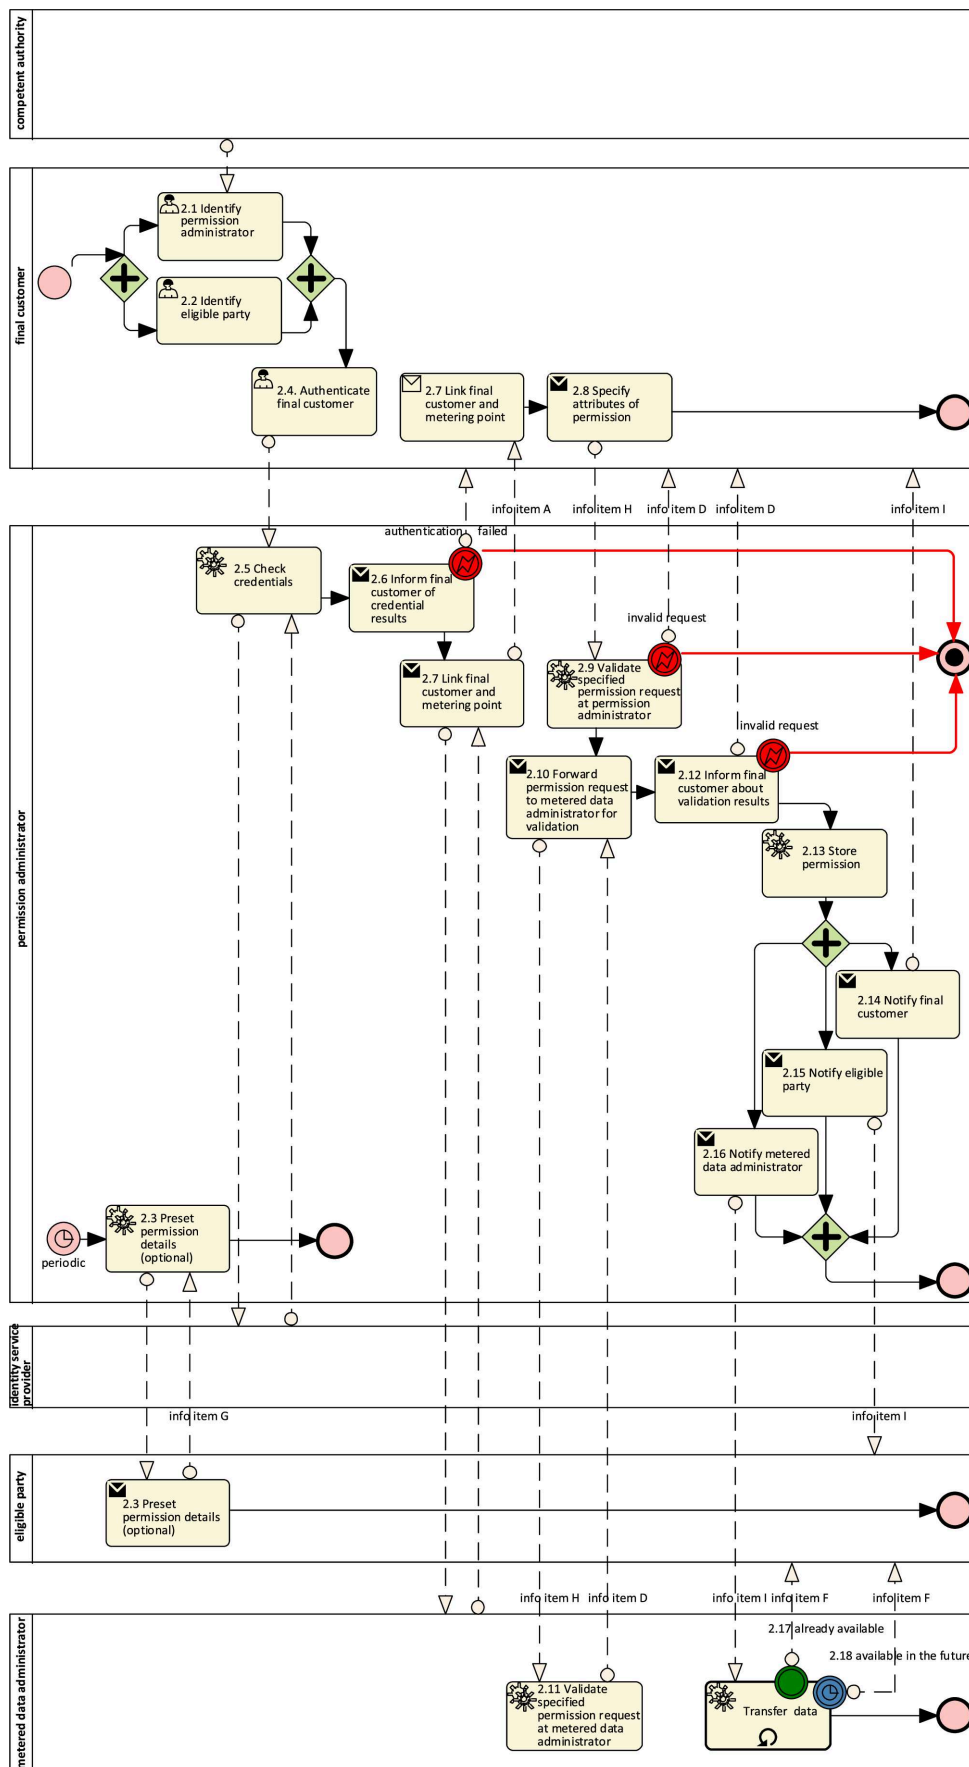 competent authority
final customer
2.1 Identify
permission
administrator
2.2 Identify
eligible party
2.4. Authenticate
final customer
2.7 Link final
customer and
metering point
2.8 Specify
attributes of
permission
info item A
info item H
info item D
info item D
info item I
permission administrator
authentication failed
2.5 Check
credentials
2.6 Inform final
customer of
credential
results
invalid request
2.7 Link final
customer and
metering point
2.9 Validate
specified
permission request
at permission
administrator
invalid request
2.10 Forward
permission request
to metered data
administrator for
validation
2.12 Inform final
customer about
validation results
2.13 Store
permission
2.14 Notify final
customer
2.15 Notify eligible
party
2.16 Notify metered
data administrator
periodic
2.3 Preset
permission
details
(optional)
identity service
provider
info item G
info item I
eligible party
2.3 Preset
permission details
(optional)
info item H
info item D
info item I
info item F
info item F
metered data administrator
2.17 already available
2.18 available in the future
2.11 Validate
specified
permission request
at metered data
administrator
Transfer data